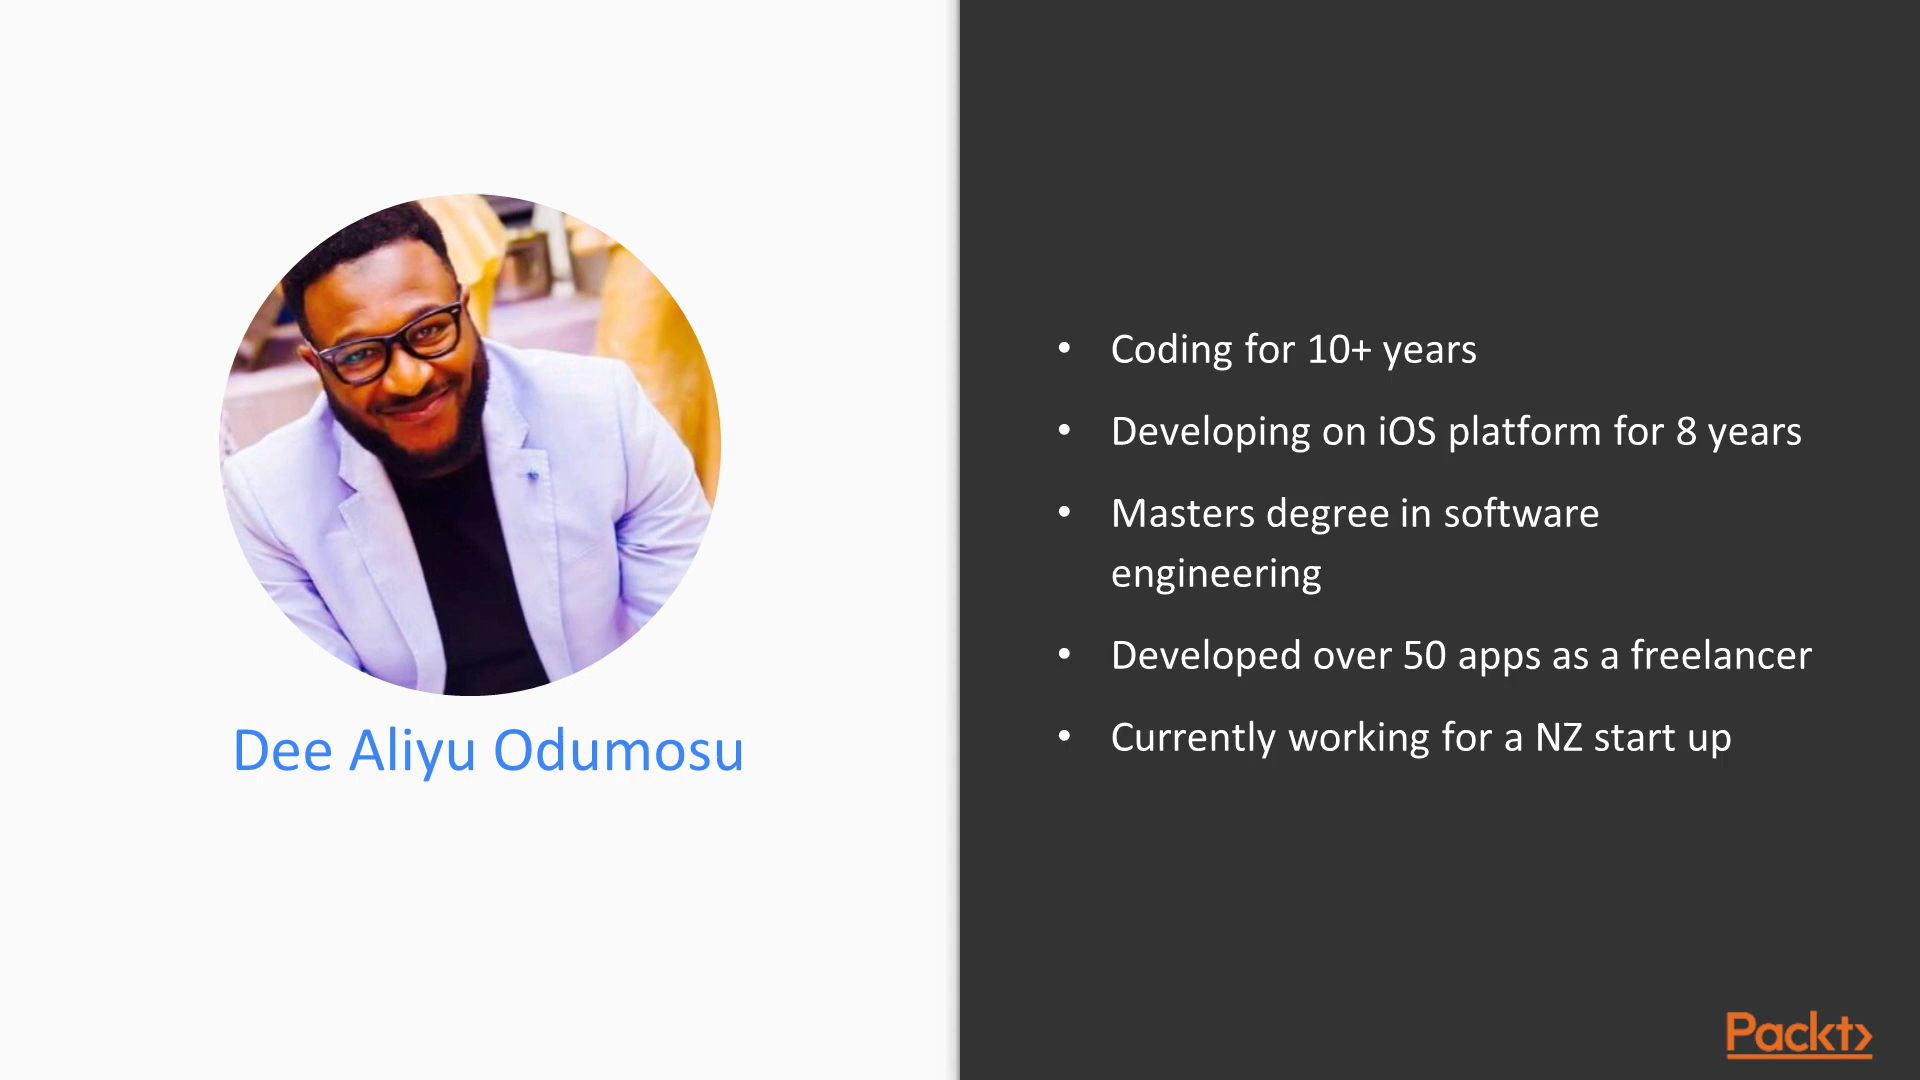 Dee Aliyu Odumosu
• Coding for 10+ years
• Developing on iOS platform for 8 years
• Masters degree in software
engineering
• Developed over 50 apps as a freelancer
• Currently working for a NZ start up
Packt>